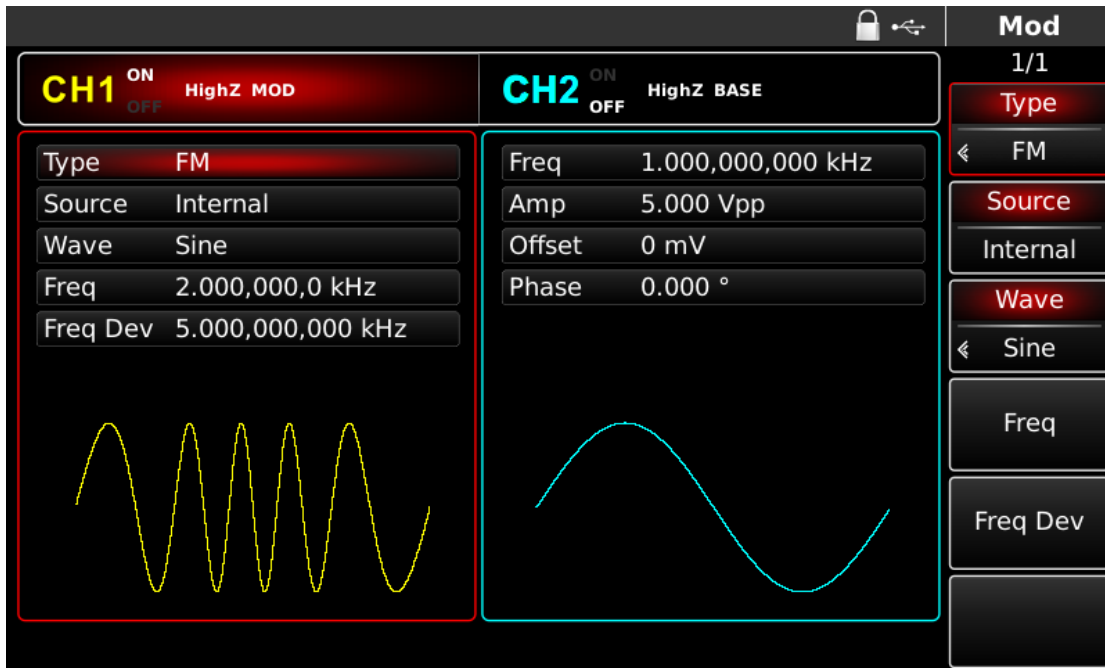 Mod
1/1
CH1 ON OFF HighZ MOD
CH2 ON OFF HighZ BASE
Type FM
Source Internal
Wave Sine
Freq 2.000,000,0 kHz
Freq Dev 5.000,000,000 kHz
Freq 1.000,000,000 kHz
Amp 5.000 Vpp
Offset 0 mV
Phase 0.000 °
Type
FM
Source
Internal
Wave
Sine
Freq
Freq Dev